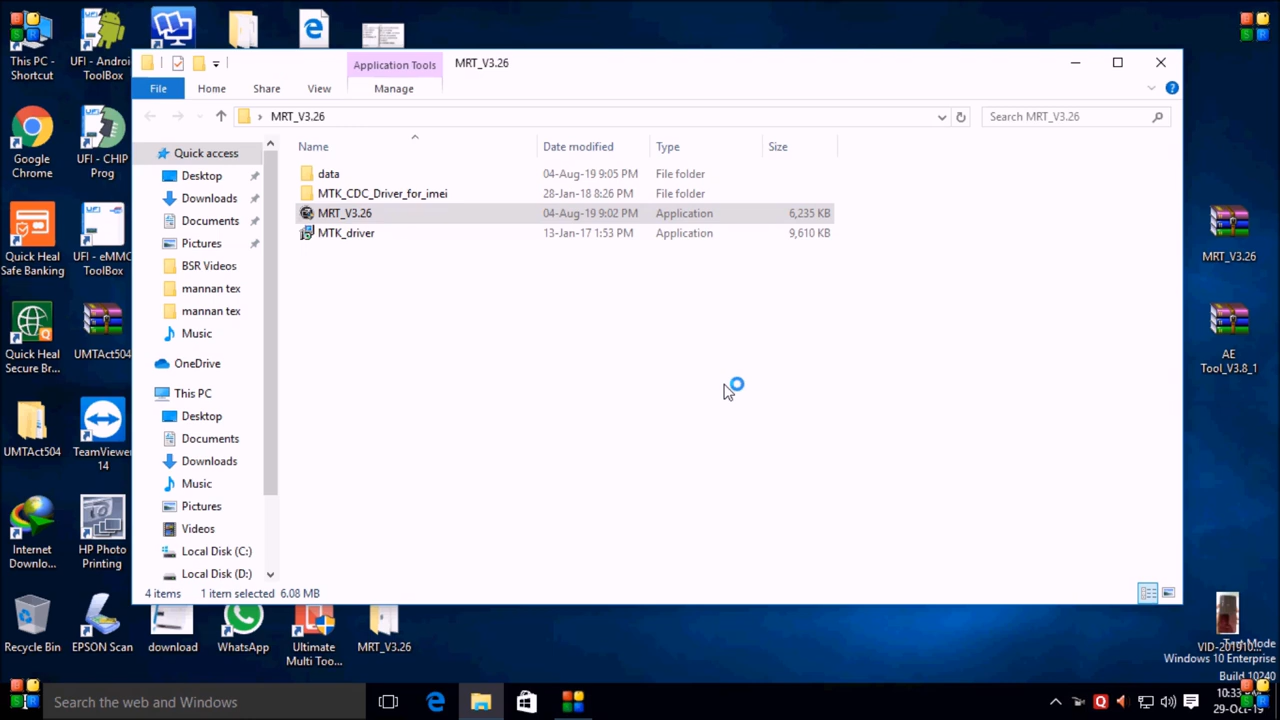 This PC -
Shortcut
UFI - Android
ToolBox
MRT_V3.26
Application Tools
File
Home
Share
View
Manage
MRT_V3.26
Search MRT_V3.26
Google
Chrome
UFI - CHIP
Prog
Quick Heal
Safe Banking
UFI - eMMC
ToolBox
Quick Heal
Secure Br...
UMTAct504
UMTAct504
TeamViewer
14
Internet
Downlo...
HP Photo
Printing
Recycle Bin
EPSON Scan
Quick access
Desktop
Downloads
Documents
Pictures
BSR Videos
mannan tex
mannan tex
Music
OneDrive
This PC
Desktop
Documents
Downloads
Music
Pictures
Videos
Local Disk (C:)
Local Disk (D:)
Name Date modified Type Size
data 04-Aug-19 9:05 PM File folder
MTK_CDC_Driver_for_imei 28-Jan-18 8:26 PM File folder
MRT_V3.26 04-Aug-19 9:02 PM Application 6,235 KB
MTK_driver 13-Jan-17 1:53 PM Application 9,610 KB
4 items 1 item selected 6.08 MB
download
WhatsApp
Ultimate
Multi Too...
MRT_V3.26
MRT_V3.26
AE
Tool_V3.8_1
Windows 10 Enterprise
Build 10240
Search the web and Windows
29-Oct-19